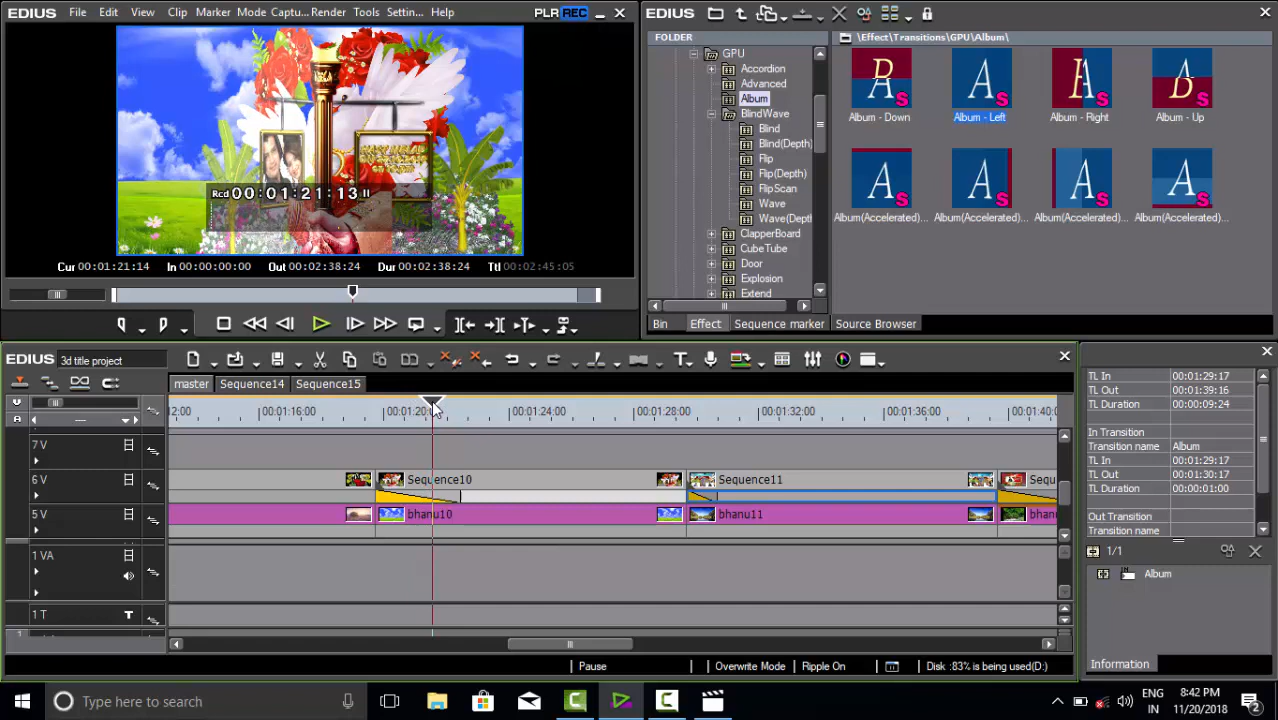 EDIUS File Edit View Clip Marker Mode Captu... Render Tools Settin... Help PLR REC
Rcd 00:01:21:13
Cur 00:01:21:14 In 00:00:00:00 Out 00:02:38:24 Dur 00:02:38:24 Ttl 00:02:45:05
EDIUS
FOLDER
\Effect\Transitions\GPU\Album\
GPU
Accordion
Advanced
Album
BlindWave
Blind
Blind(Depth)
Flip
Flip(Depth)
FlipScan
Wave
Wave(Dept
ClapperBoard
CubeTube
Door
Explosion
Extend
Album - Down Album - Left Album - Right Album - Up
Album(Accelerated)... Album(Accelerated)... Album(Accelerated)... Album(Accelerated)...
Bin Effect Sequence marker Source Browser
EDIUS 3d title project
master Sequence14 Sequence15
12:00 00:01:16:00 00:01:20:00 00:01:24:00 00:01:28:00 00:01:32:00 00:01:36:00 00:01:40:0
7 V
6 V Sequence10 Sequence11 Sequ
5 V bhanu10 bhanu11 bhan
1 VA
1 T T
1
Pause Overwrite Mode Ripple On Disk :83% is being used(D:)
TL In 00:01:29:17
TL Out 00:01:39:16
TL Duration 00:00:09:24
In Transition
Transition name Album
TL In 00:01:29:17
TL Out 00:01:30:17
TL Duration 00:00:01:00
Out Transition
Transition name
1/1
Album
Information
Type here to search
ENG
IN
8:42 PM
11/20/2018
2